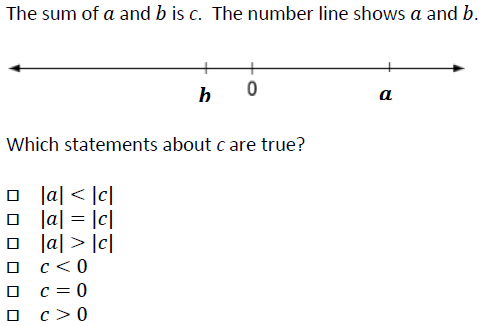 The sum of a and b is c. The number line shows a and b.
b 0 a
Which statements about c are true?
□ |a| < |c|
□ |a| = |c|
□ |a| > |c|
□ c < 0
□ c = 0
□ c > 0